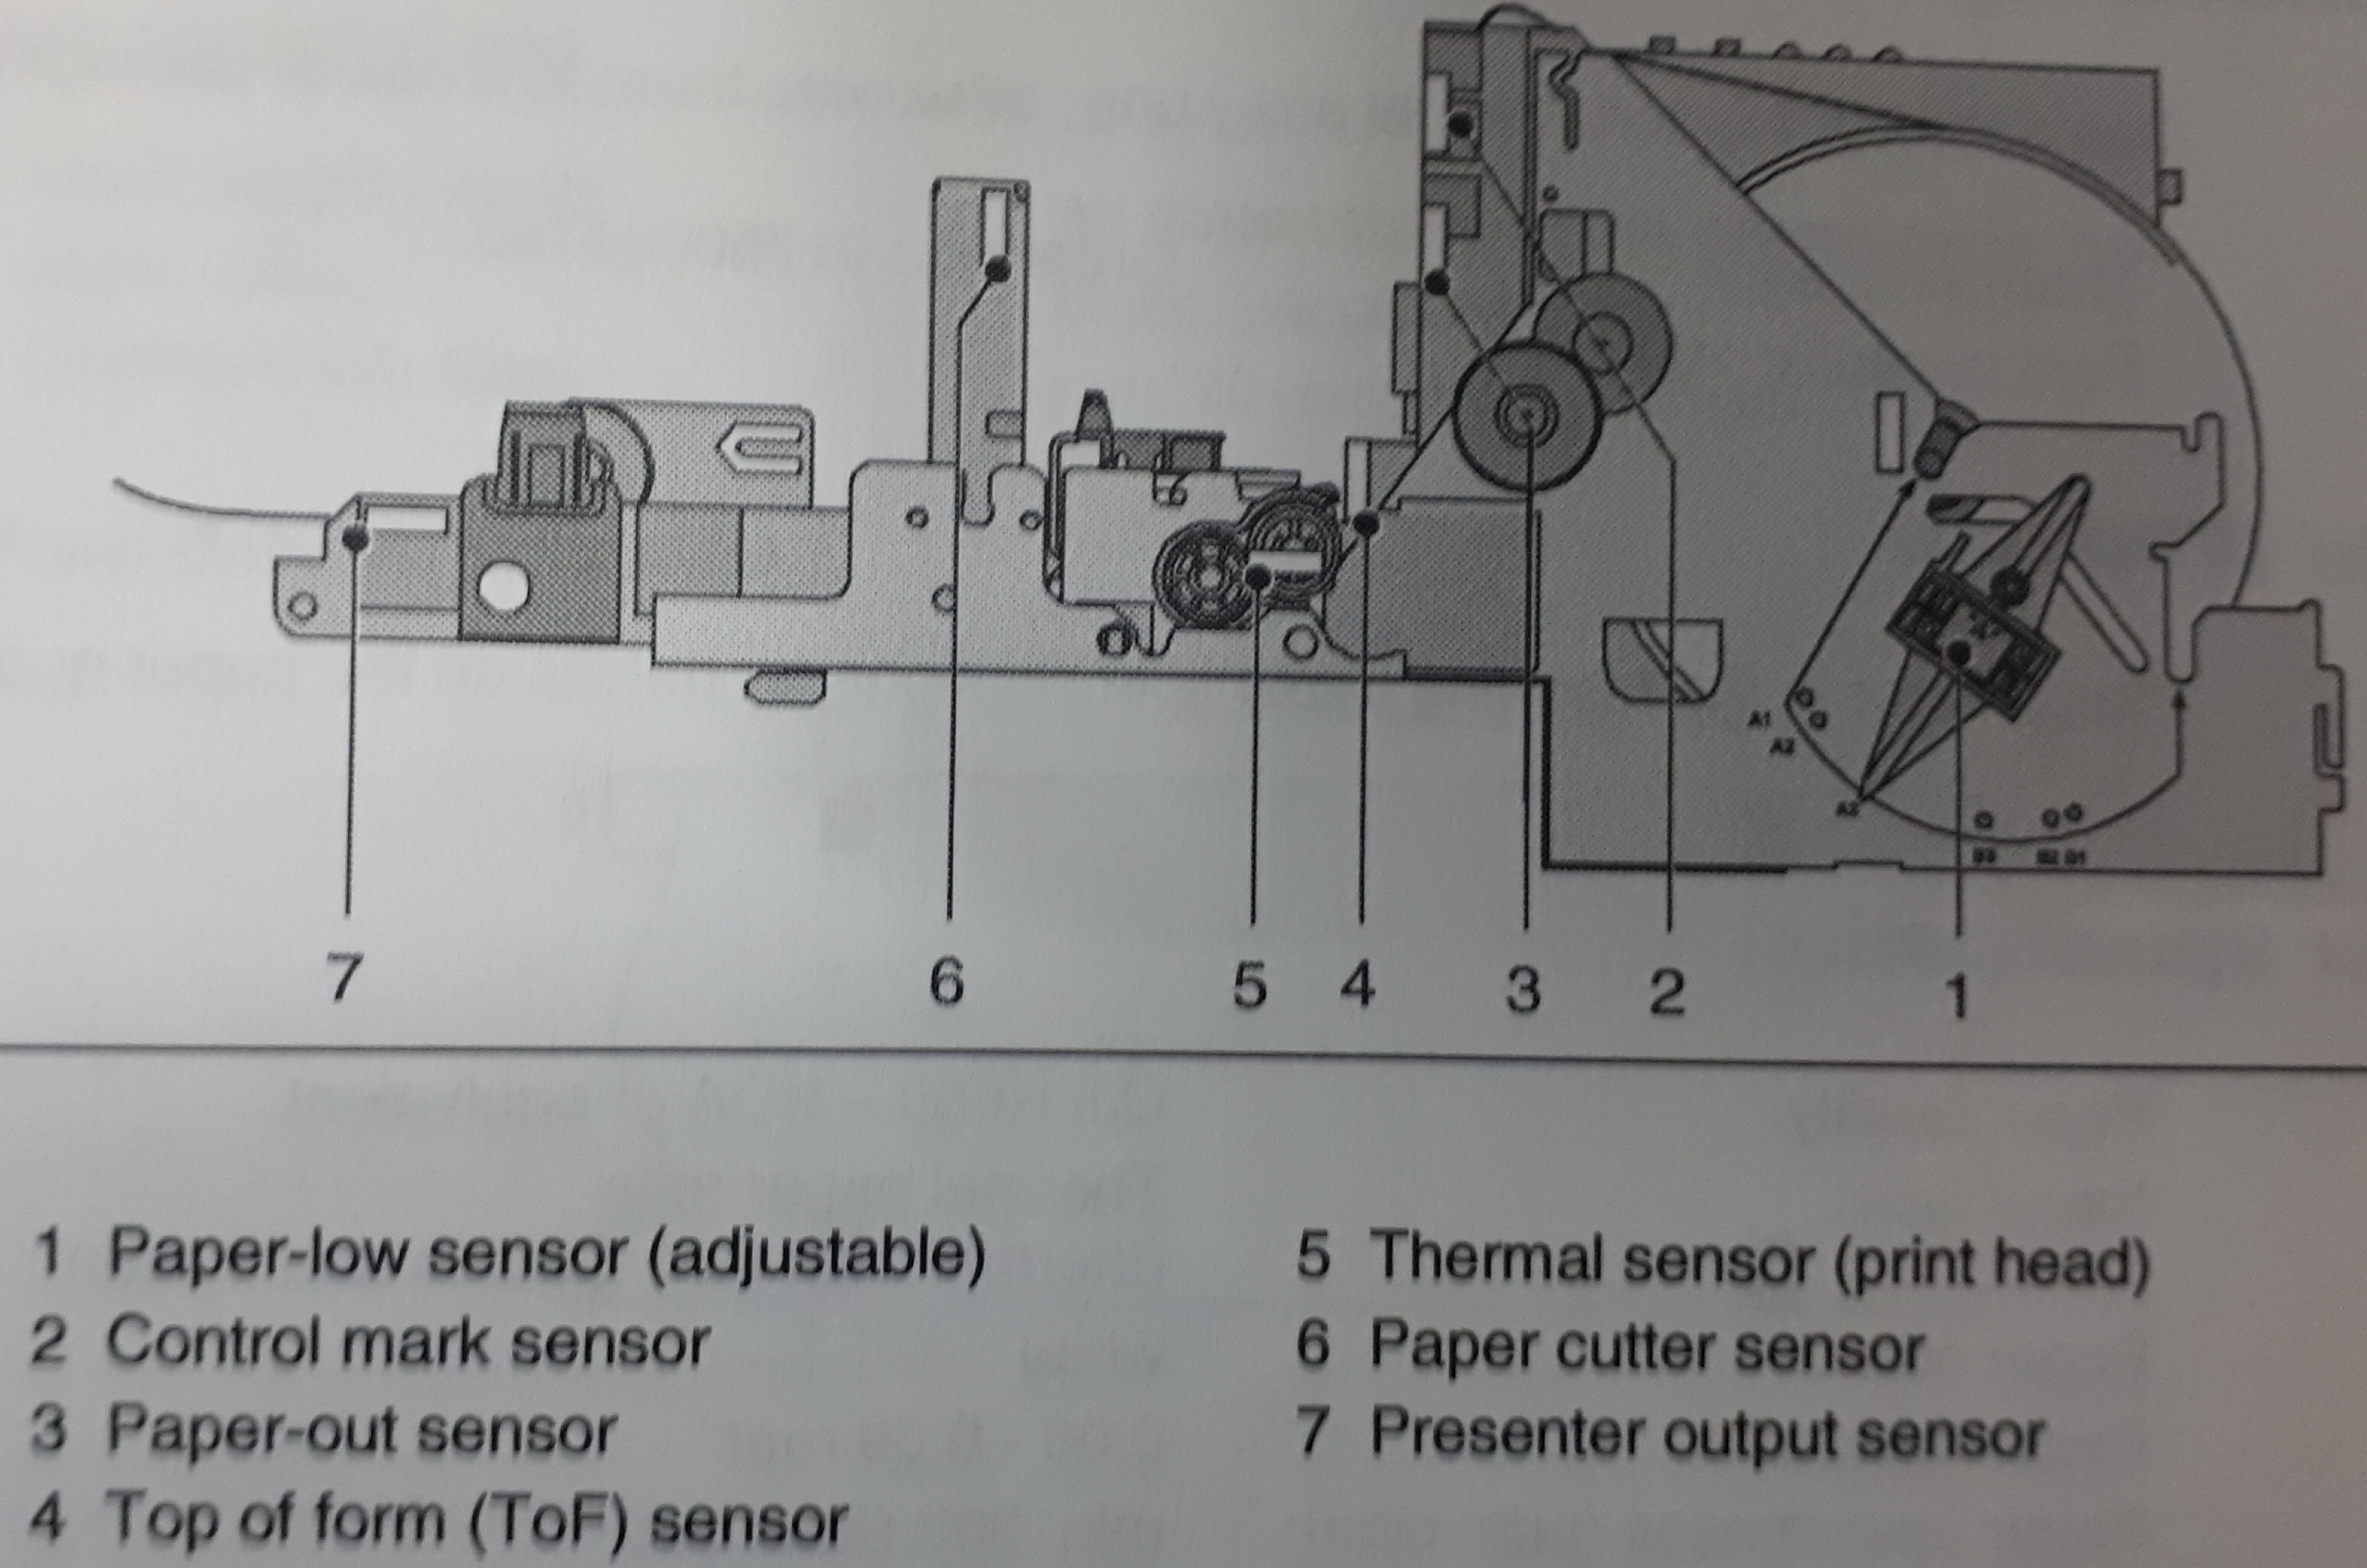 A1
A2
A3
B3
B2 B1
7
6
5
4
3
2
1
1 Paper-low sensor (adjustable)
2 Control mark sensor
3 Paper-out sensor
4 Top of form (ToF) sensor
5 Thermal sensor (print head)
6 Paper cutter sensor
7 Presenter output sensor